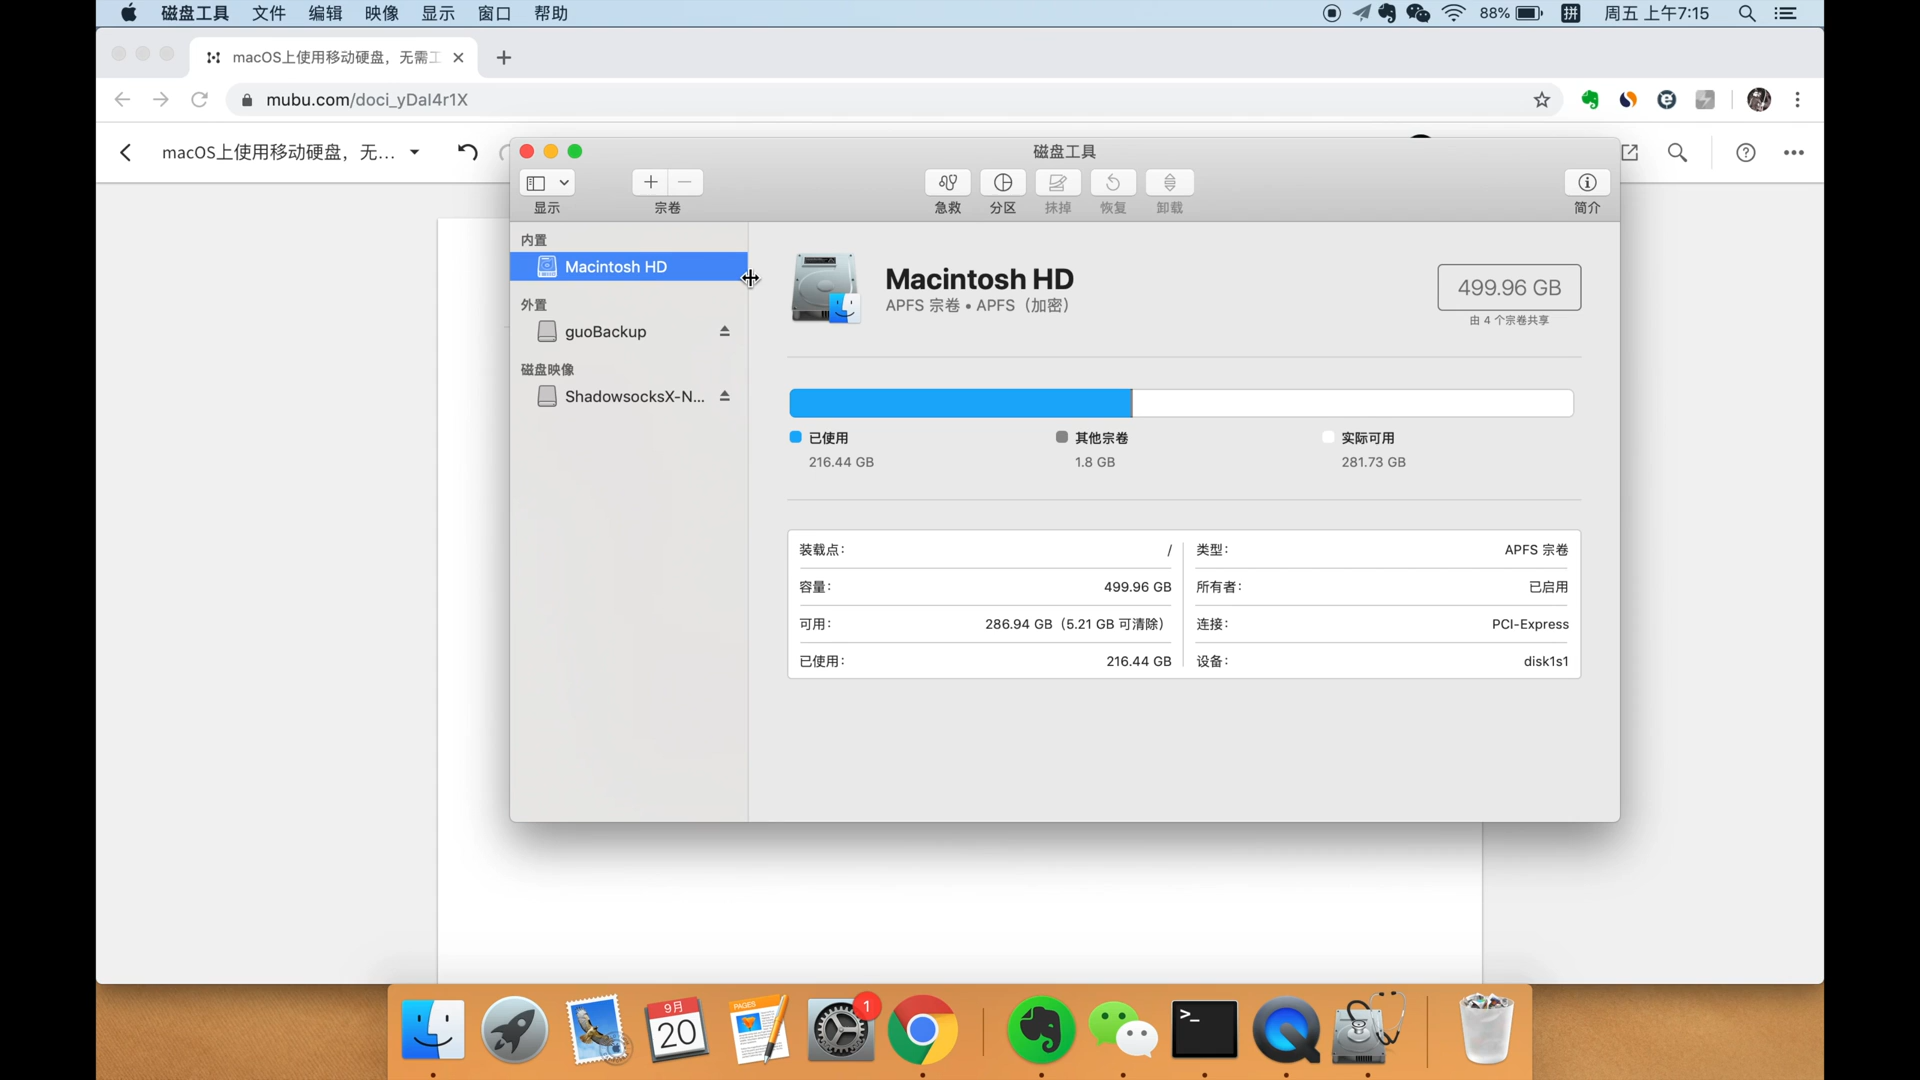 磁盘工具 文件 编辑 映像 显示 窗口 帮助 88% 拼 周五 上午7:15
macOS上使用移动硬盘，无需工
mubu.com/doci_yDal4r1X
macOS上使用移动硬盘，无...
磁盘工具
显示 宗卷 急救 分区 抹掉 恢复 卸载 简介
内置
Macintosh HD
外置
guoBackup
磁盘映像
ShadowsocksX-N...
Macintosh HD
APFS 宗卷 • APFS（加密）
499.96 GB
由 4 个宗卷共享
已使用
216.44 GB
其他宗卷
1.8 GB
实际可用
281.73 GB
装载点： /
容量： 499.96 GB
可用： 286.94 GB（5.21 GB 可清除）
已使用： 216.44 GB
类型： APFS 宗卷
所有者： 已启用
连接： PCI-Express
设备： disk1s1
9月
20
PAGES
1
>_